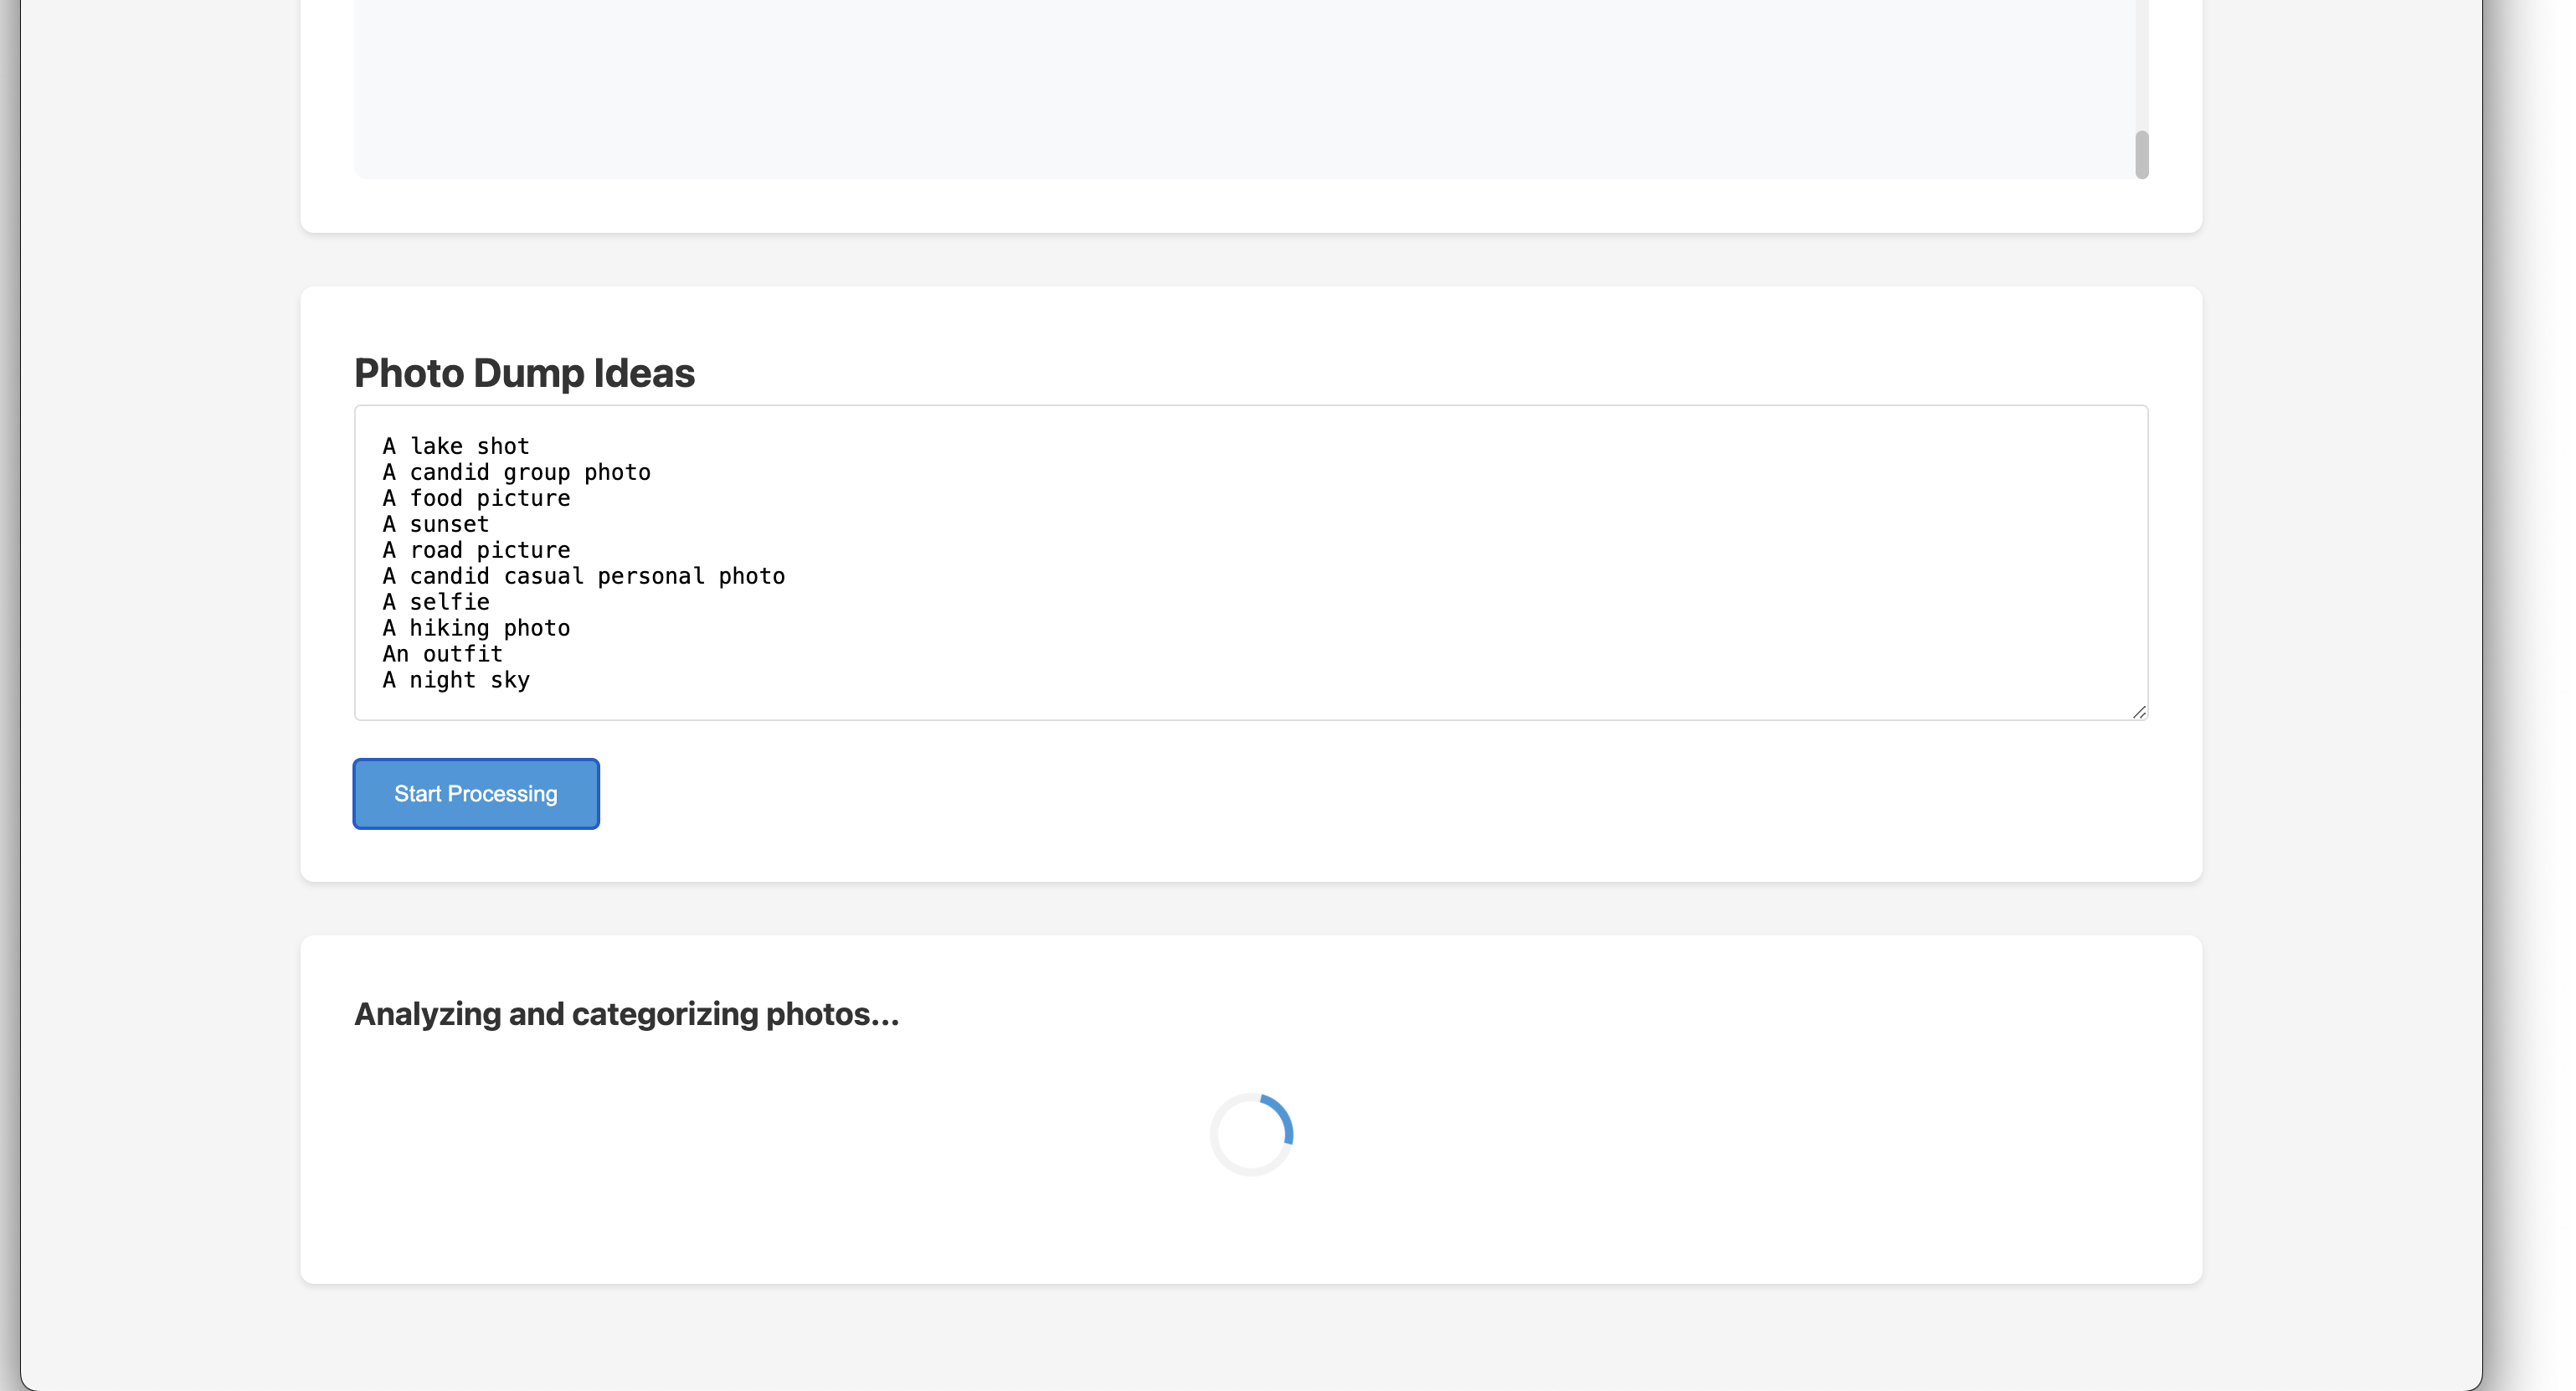 Photo Dump Ideas
A lake shot
A candid group photo
A food picture
A sunset
A road picture
A candid casual personal photo
A selfie
A hiking photo
An outfit
A night sky
Start Processing
Analyzing and categorizing photos...